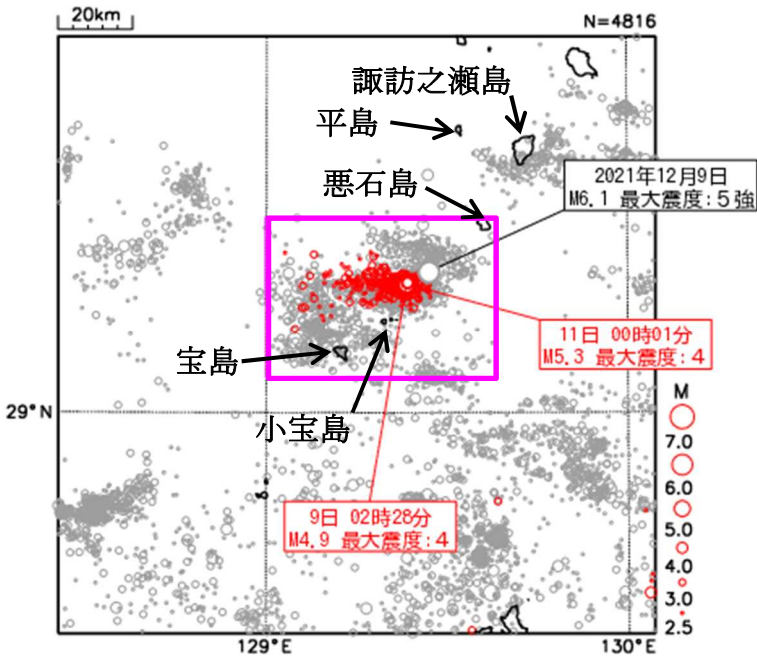 20km
N=4816
諏訪之瀬島
平島
悪石島
2021年12月9日
M6.1 最大震度:5強
11日 00時01分
M5.3 最大震度:4
宝島
小宝島
29°N
9日 02時28分
M4.9 最大震度:4
M
7.0
6.0
5.0
4.0
3.0
2.5
129°E
130°E